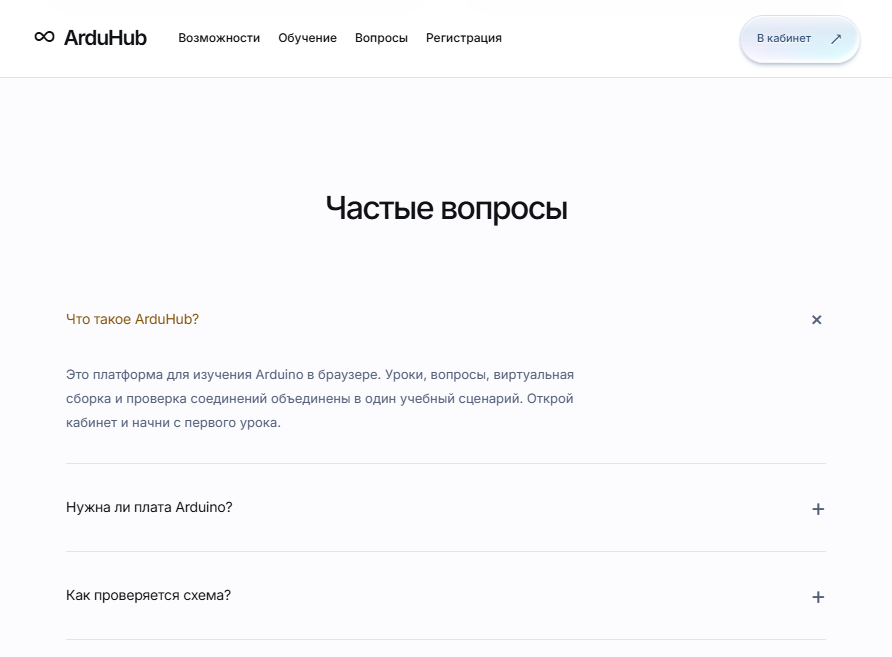 ArduHub
Возможности
Обучение
Вопросы
Регистрация
В кабинет
Частые вопросы
Что такое ArduHub?
Это платформа для изучения Arduino в браузере. Уроки, вопросы, виртуальная
сборка и проверка соединений объединены в один учебный сценарий. Открой
кабинет и начни с первого урока.
Нужна ли плата Arduino?
Как проверяется схема?